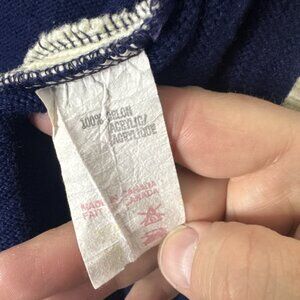 100% ORLON
ACRYLIC/
ACRYLIQUE
MADE IN CANADA
FAIT AU CANADA